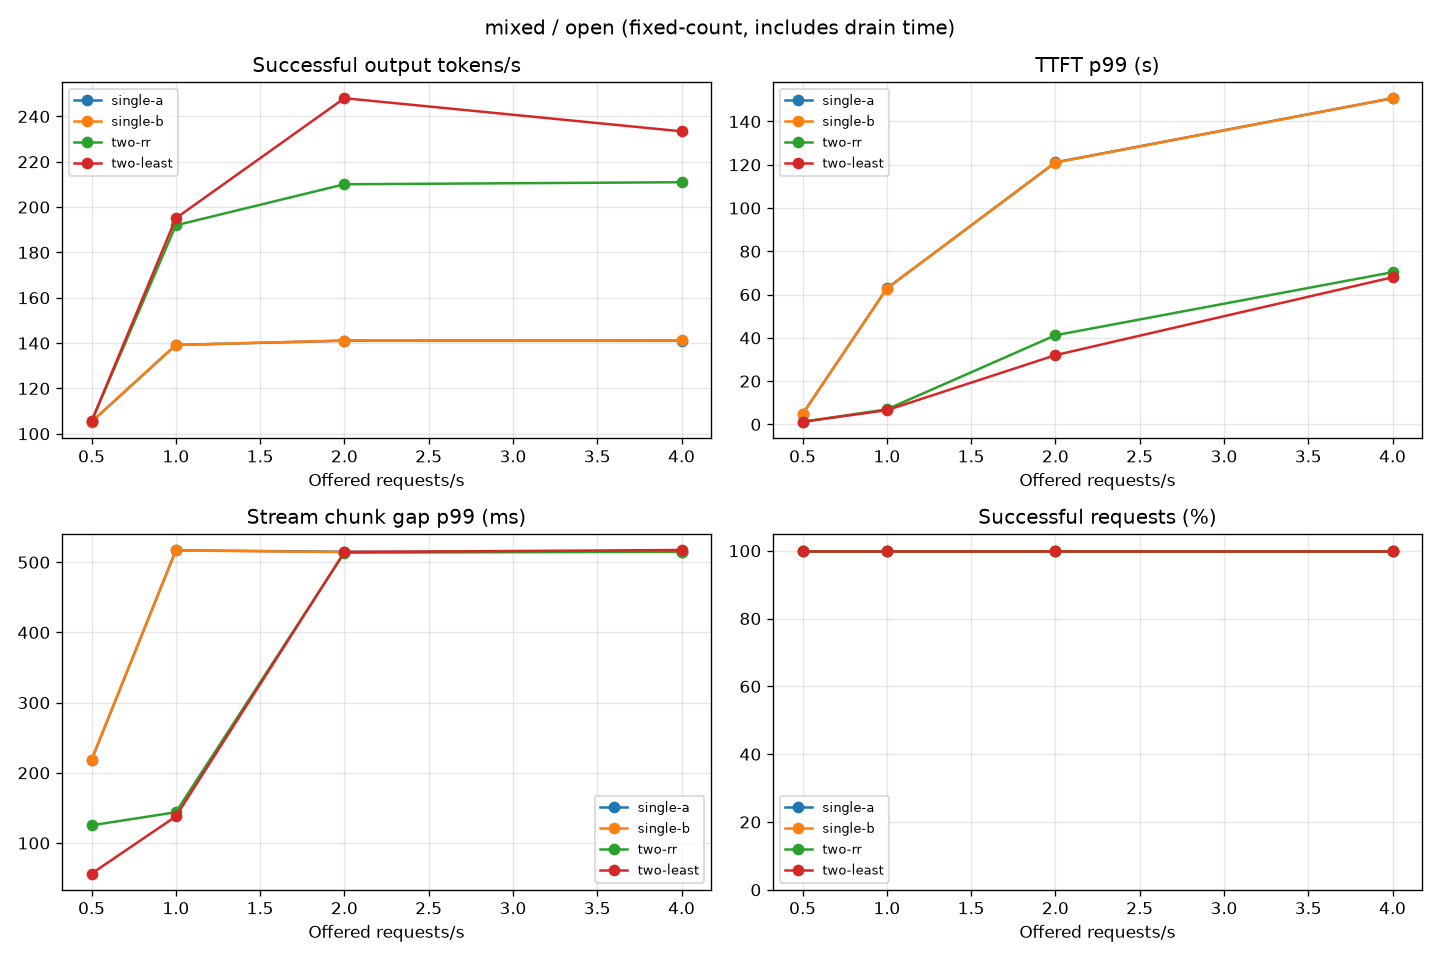 mixed / open (fixed-count, includes drain time)
Successful output tokens/s
240
220
200
180
160
140
120
100
single-a
single-b
two-rr
two-least
0.5 1.0 1.5 2.0 2.5 3.0 3.5 4.0
Offered requests/s
TTFT p99 (s)
140
120
100
80
60
40
20
0
single-a
single-b
two-rr
two-least
0.5 1.0 1.5 2.0 2.5 3.0 3.5 4.0
Offered requests/s
Stream chunk gap p99 (ms)
500
400
300
200
100
single-a
single-b
two-rr
two-least
0.5 1.0 1.5 2.0 2.5 3.0 3.5 4.0
Offered requests/s
Successful requests (%)
100
80
60
40
20
0
single-a
single-b
two-rr
two-least
0.5 1.0 1.5 2.0 2.5 3.0 3.5 4.0
Offered requests/s